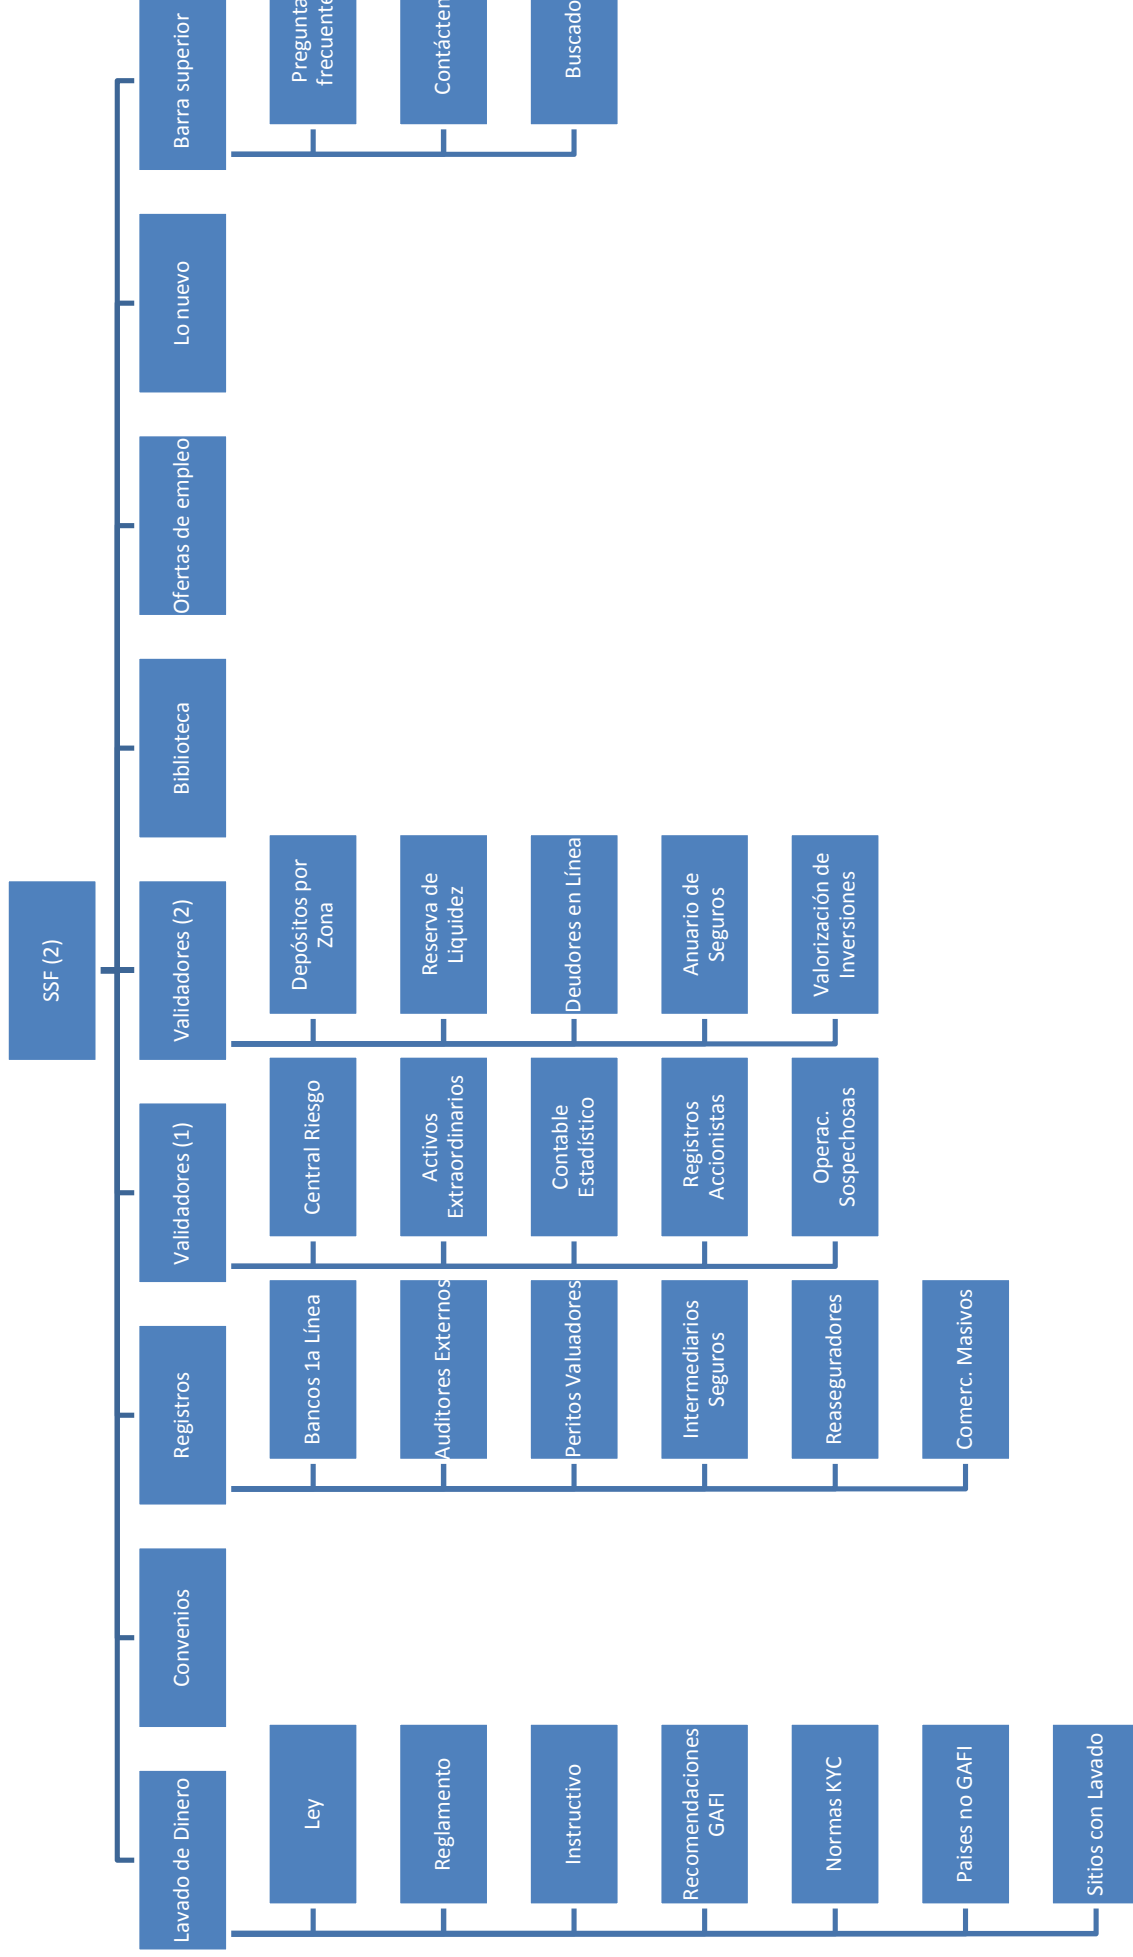 SSF (2)
Lavado de Dinero
Ley
Reglamento
Instructivo
Recomendaciones
GAFI
Normas KYC
Paises no GAFI
Sitios con Lavado
Convenios
Registros
Bancos 1a Línea
Auditores Externos
Peritos Valuadores
Intermediarios
Seguros
Reaseguradores
Comerc. Masivos
Validadores (1)
Central Riesgo
Activos
Extraordinarios
Contable
Estadístico
Registros
Accionistas
Operac.
Sospechosas
Validadores (2)
Depósitos por
Zona
Reserva de
Liquidez
Deudores en Línea
Anuario de
Seguros
Valorización de
Inversiones
Biblioteca
Ofertas de empleo
Lo nuevo
Barra superior